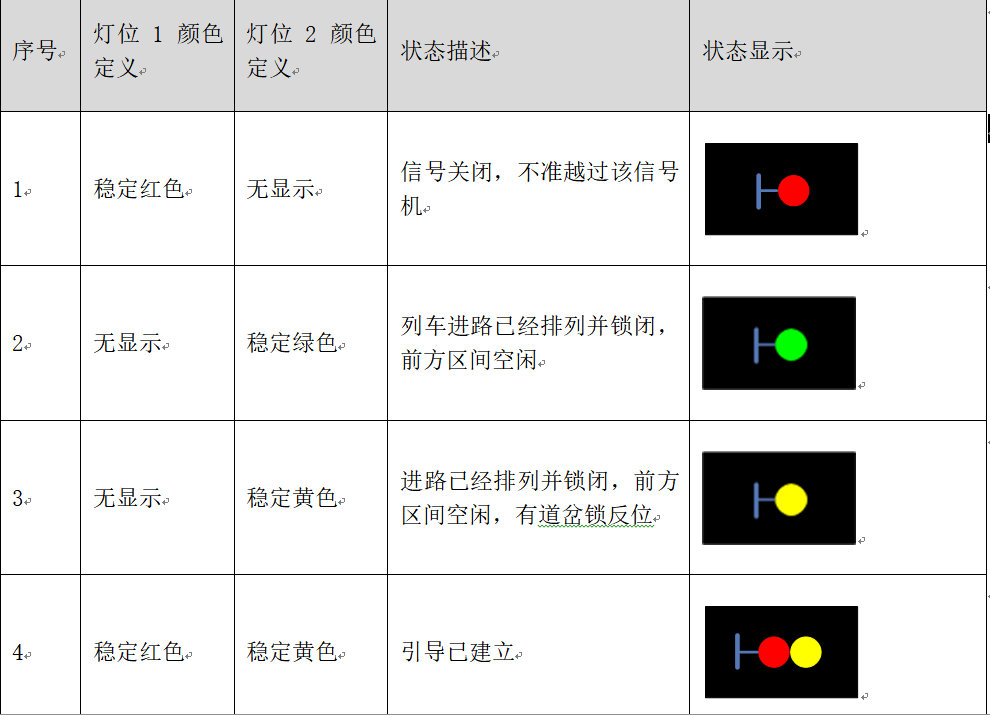 序号
灯位 1 颜色
定义
灯位 2 颜色
定义
状态描述
状态显示
1
稳定红色
无显示
信号关闭，不准越过该信号
机
2
无显示
稳定绿色
列车进路已经排列并锁闭，
前方区间空闲
3
无显示
稳定黄色
进路已经排列并锁闭，前方
区间空闲，有道岔锁反位
4
稳定红色
稳定黄色
引导已建立